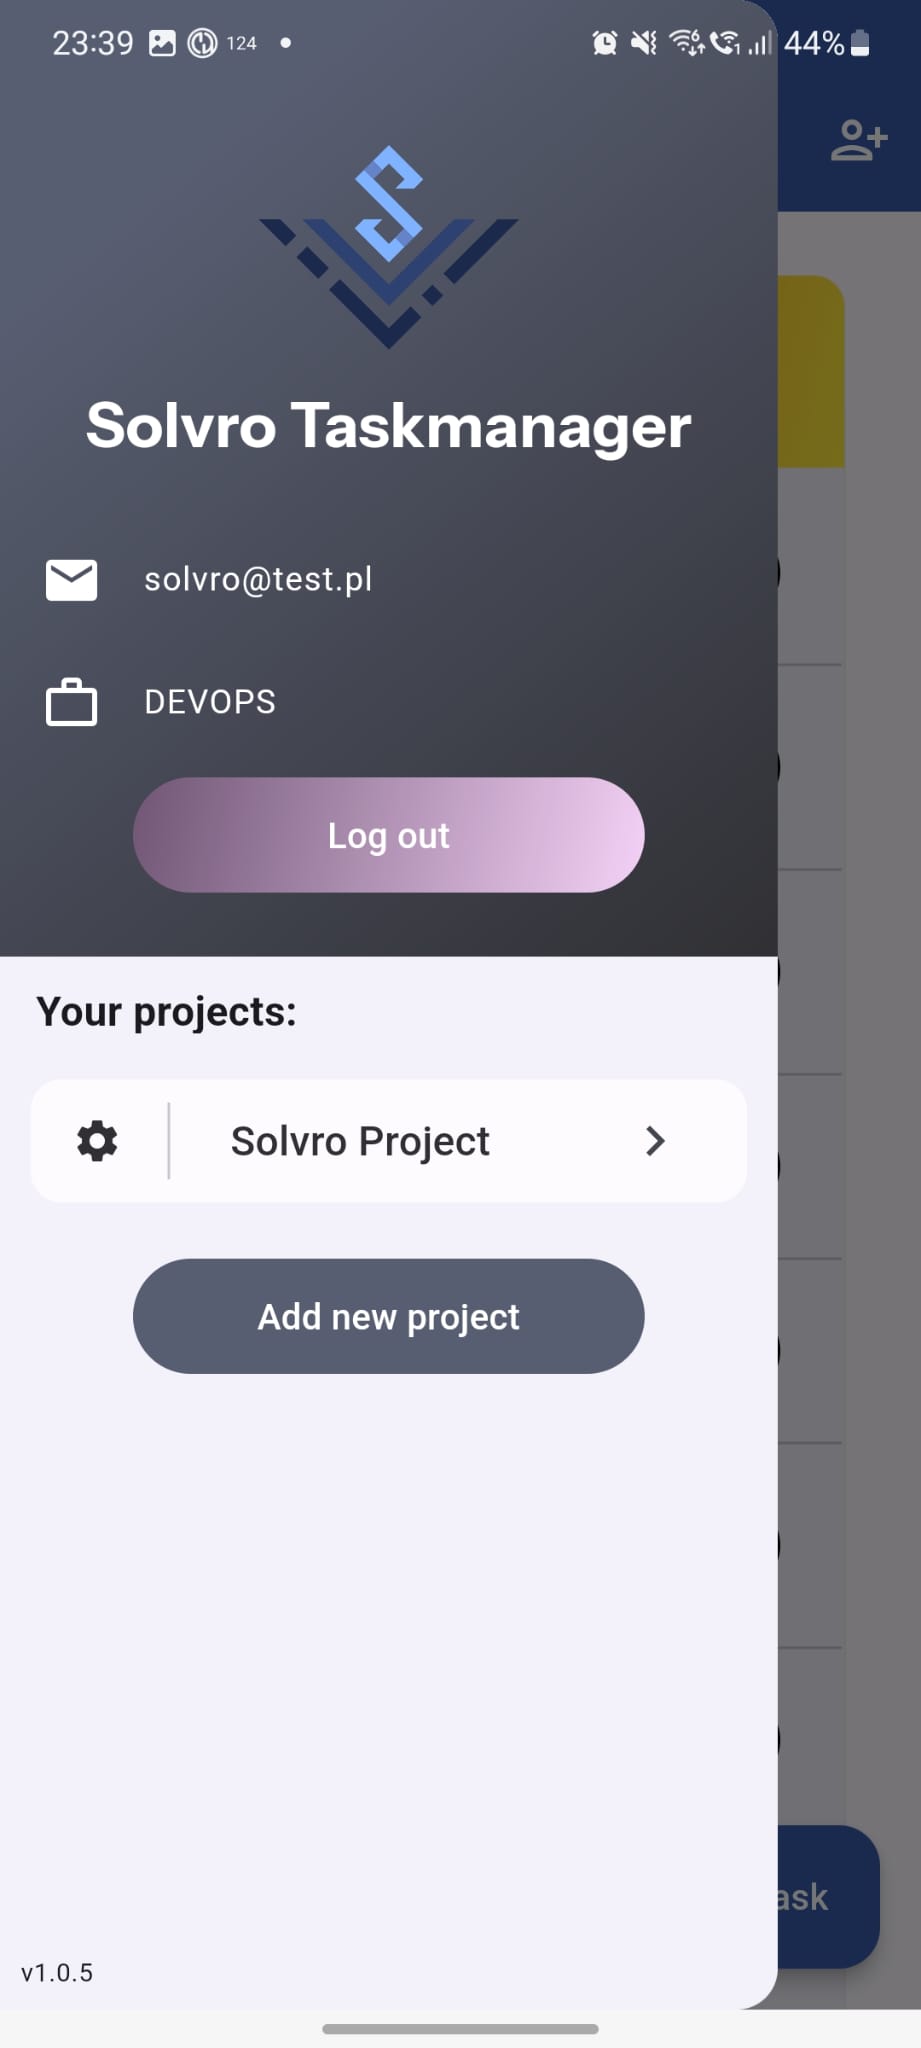 23:39 124 44%
Solvro Taskmanager
solvro@test.pl
DEVOPS
Log out
Your projects:
Solvro Project
Add new project
ask
v1.0.5